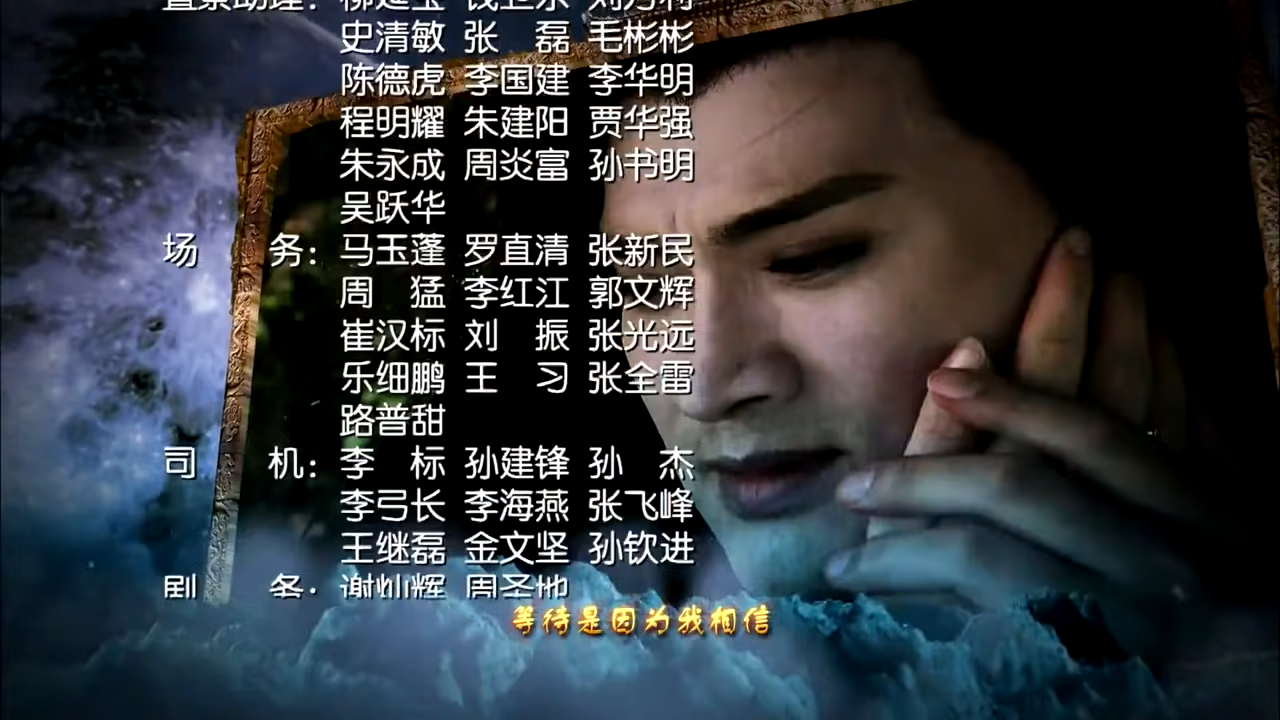 史清敏 张 磊 毛彬彬
陈德虎 李国建 李华明
程明耀 朱建阳 贾华强
朱永成 周炎富 孙书明
吴跃华
场 务：马玉蓬 罗直清 张新民
周 猛 李红江 郭文辉
崔汉标 刘 振 张光远
乐细鹏 王 习 张全雷
路普甜
司 机：李 标 孙建锋 孙 杰
李弓长 李海燕 张飞峰
王继磊 金文坚 孙钦进
剧 务：谢灿辉
等待是因为我相信